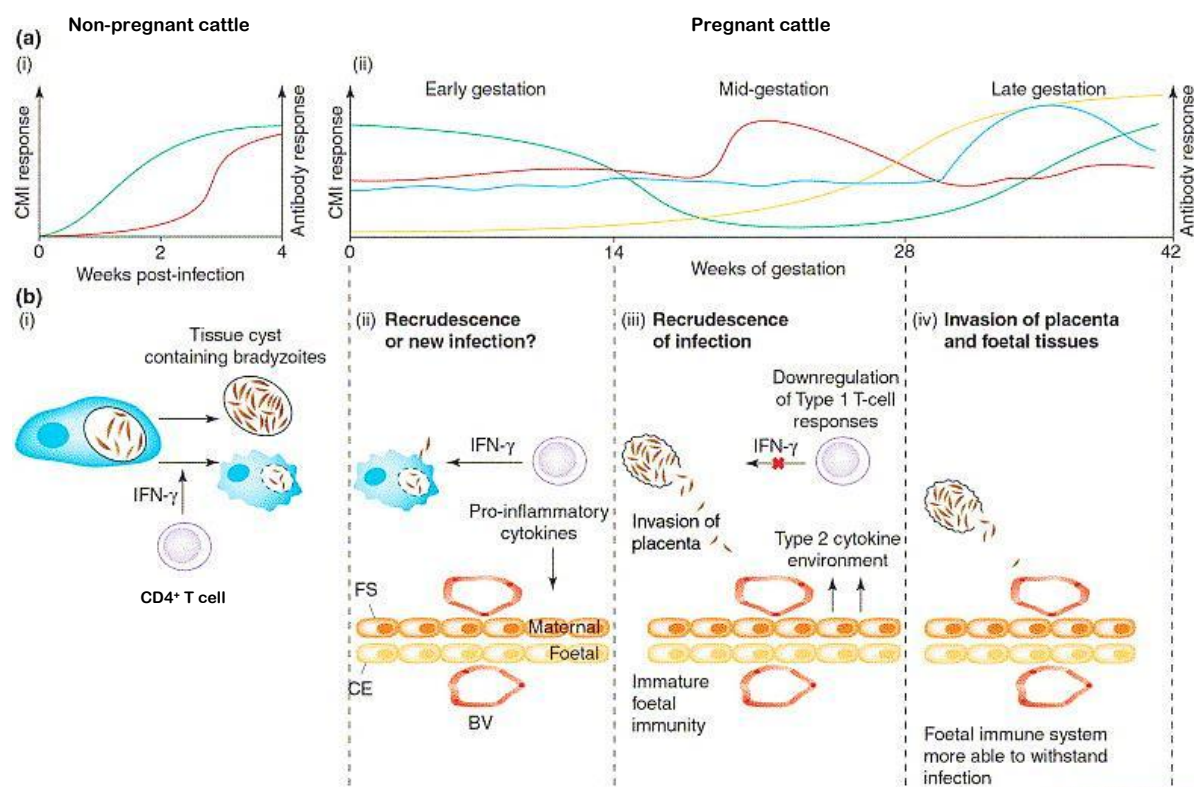 Non-pregnant cattle
Pregnant cattle
(a)
(i)
(ii)
Early gestation
Mid-gestation
Late gestation
CMI response
Antibody response
CMI response
Antibody response
0
2
4
Weeks post-infection
0
14
28
42
Weeks of gestation
(b)
(i)
Tissue cyst
containing bradyzoites
IFN-γ
CD4⁺ T cell
(ii) Recrudescence
or new infection?
IFN-γ
Pro-inflammatory
cytokines
FS
Maternal
Foetal
CE
BV
(iii) Recrudescence
of infection
Downregulation
of Type 1 T-cell
responses
IFN-γ
Invasion of
placenta
Type 2 cytokine
environment
Immature
foetal
immunity
(iv) Invasion of placenta
and foetal tissues
Foetal immune system
more able to withstand
infection